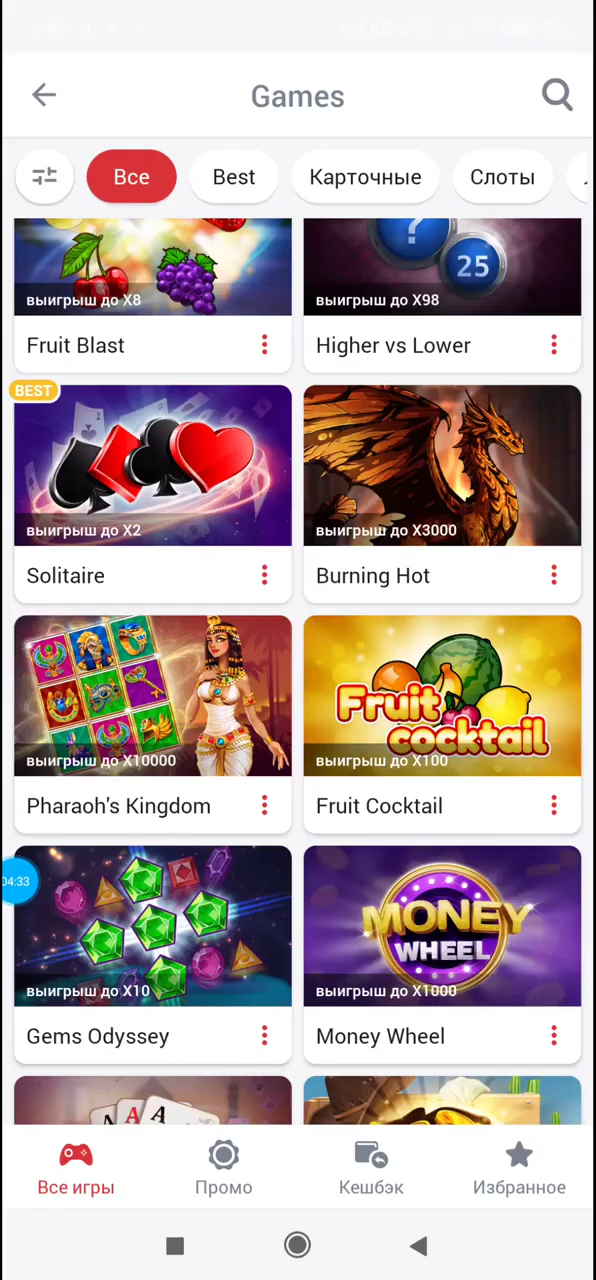 Games
Все
Best
Карточные
Слоты
?
25
выигрыш до X8
выигрыш до X98
Fruit Blast
Higher vs Lower
BEST
выигрыш до X2
выигрыш до X3000
Solitaire
Burning Hot
Fruit
cocktail
выигрыш до X10000
выигрыш до X100
Pharaoh's Kingdom
Fruit Cocktail
04:33
MONEY
WHEEL
выигрыш до X10
выигрыш до X1000
Gems Odyssey
Money Wheel
A A A
Все игры
Промо
Кешбэк
Избранное